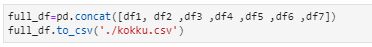 full_df=pd.concat([df1, df2 ,df3 ,df4 ,df5 ,df6 ,df7])
full_df.to_csv('./kokku.csv')